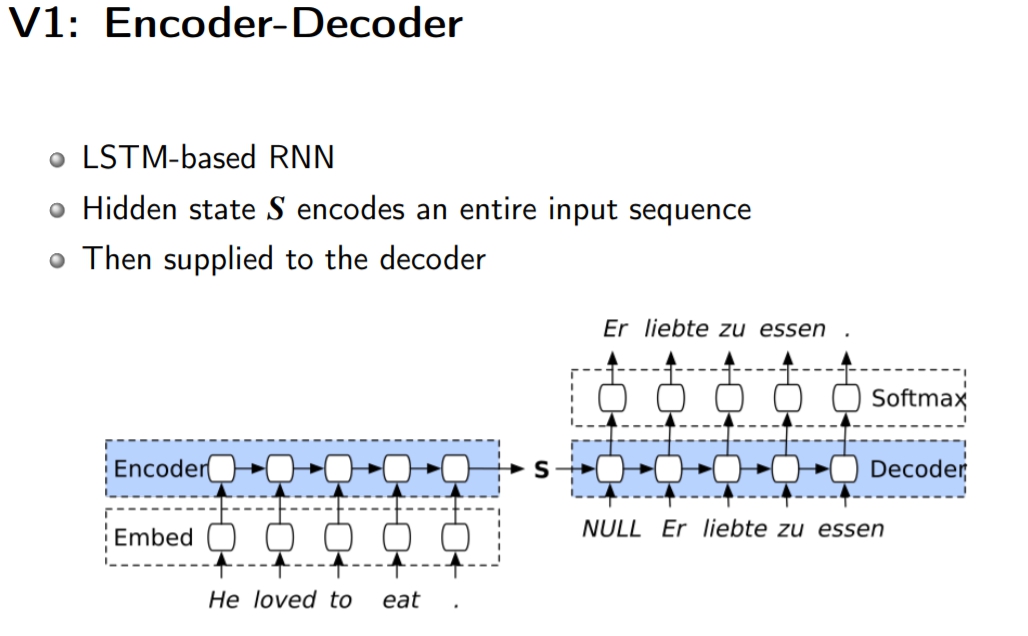 V1: Encoder-Decoder
LSTM-based RNN
Hidden state S encodes an entire input sequence
Then supplied to the decoder
Er liebte zu essen .
Softmax
Encoder
S
Decoder
Embed
NULL Er liebte zu essen
He loved to eat .